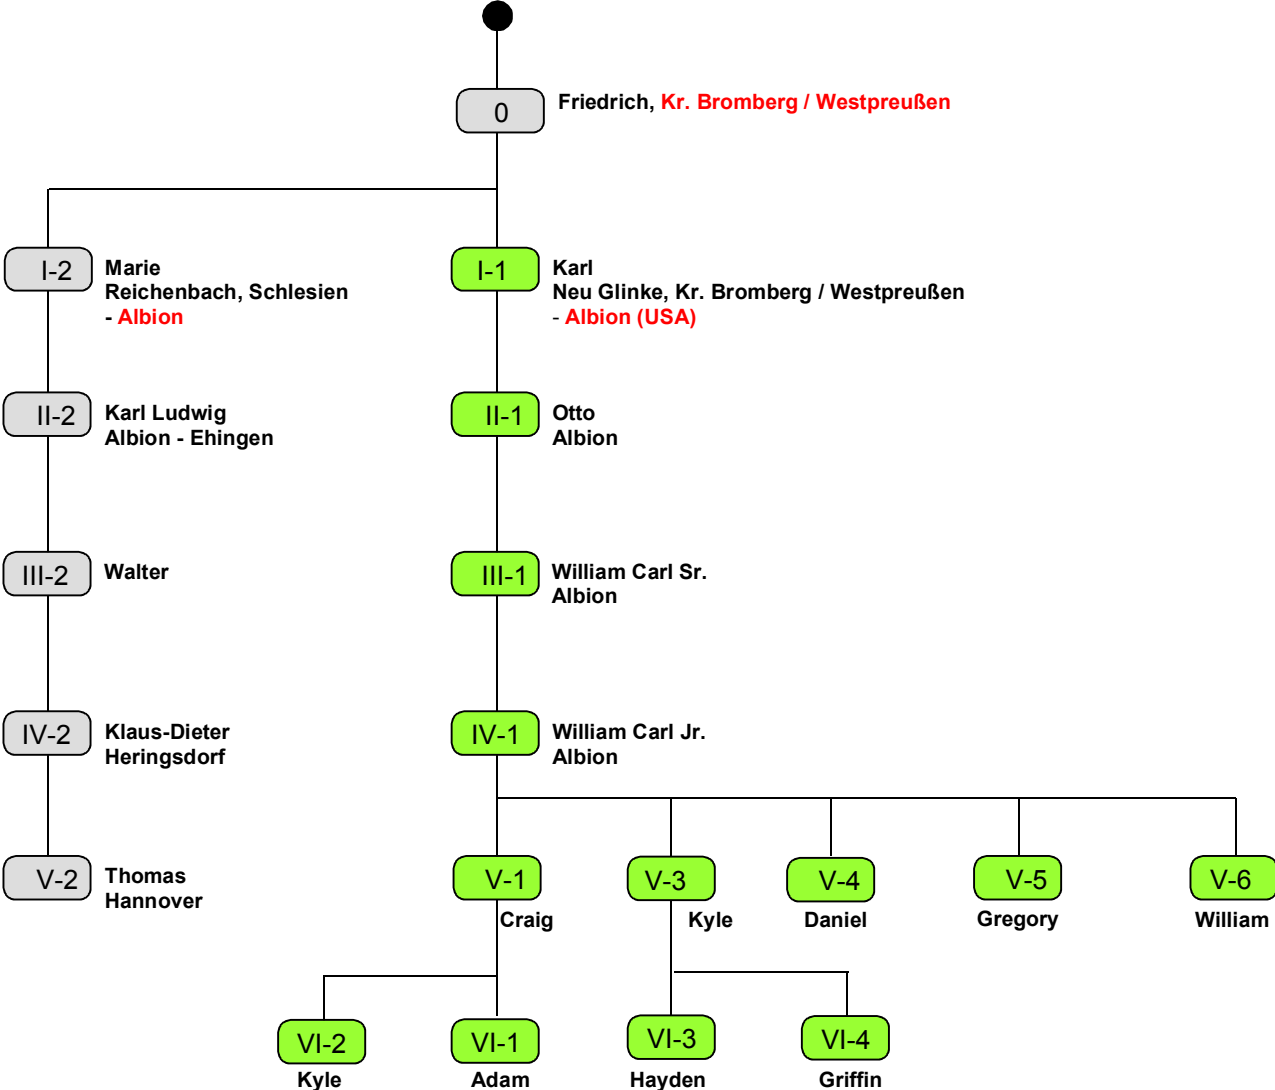 0
Friedrich, Kr. Bromberg / Westpreußen
I-2
Marie
Reichenbach, Schlesien
- Albion
I-1
Karl
Neu Glinke, Kr. Bromberg / Westpreußen
- Albion (USA)
II-2
Karl Ludwig
Albion - Ehingen
II-1
Otto
Albion
III-2
Walter
III-1
William Carl Sr.
Albion
IV-2
Klaus-Dieter
Heringsdorf
IV-1
William Carl Jr.
Albion
V-2
Thomas
Hannover
V-1
Craig
V-3
Kyle
V-4
Daniel
V-5
Gregory
V-6
William
VI-2
Kyle
VI-1
Adam
VI-3
Hayden
VI-4
Griffin